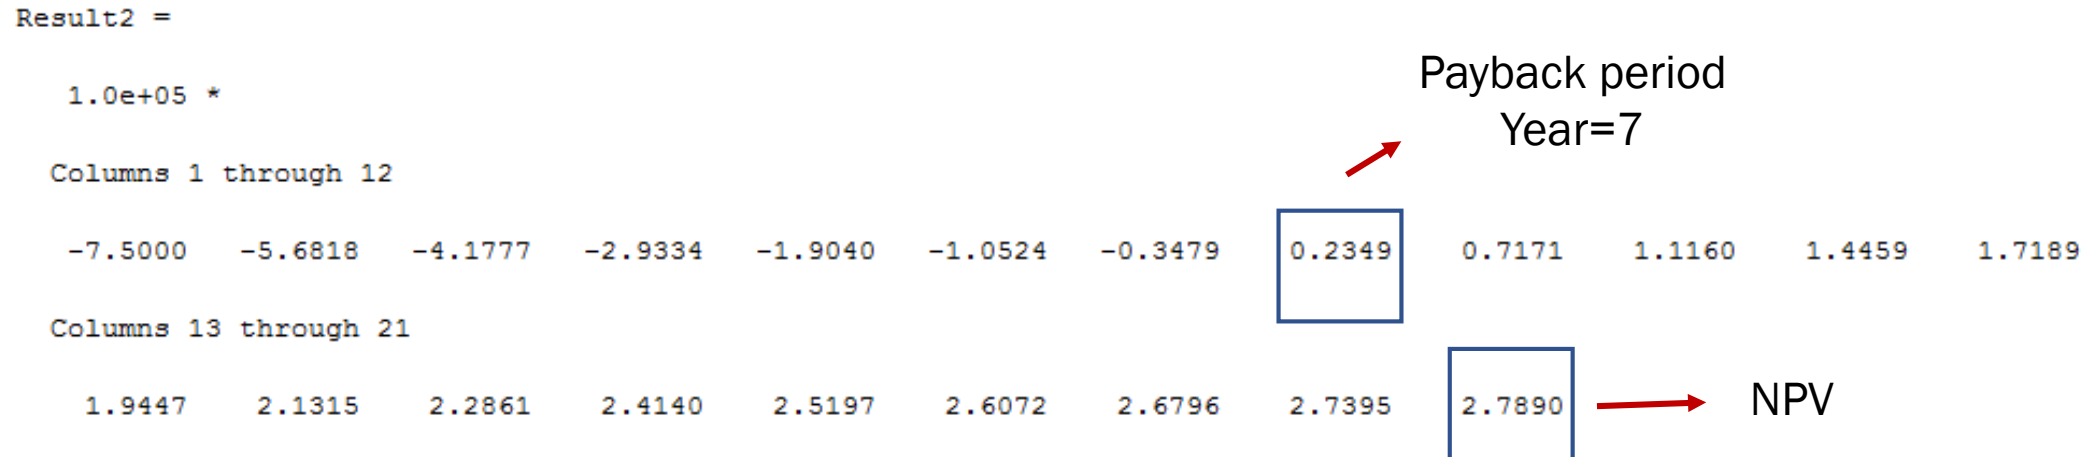 Result2 =
1.0e+05 *
Payback period
Year=7
Columns 1 through 12
-7.5000 -5.6818 -4.1777 -2.9334 -1.9040 -1.0524 -0.3479 0.2349 0.7171 1.1160 1.4459 1.7189
Columns 13 through 21
1.9447 2.1315 2.2861 2.4140 2.5197 2.6072 2.6796 2.7395 2.7890
NPV